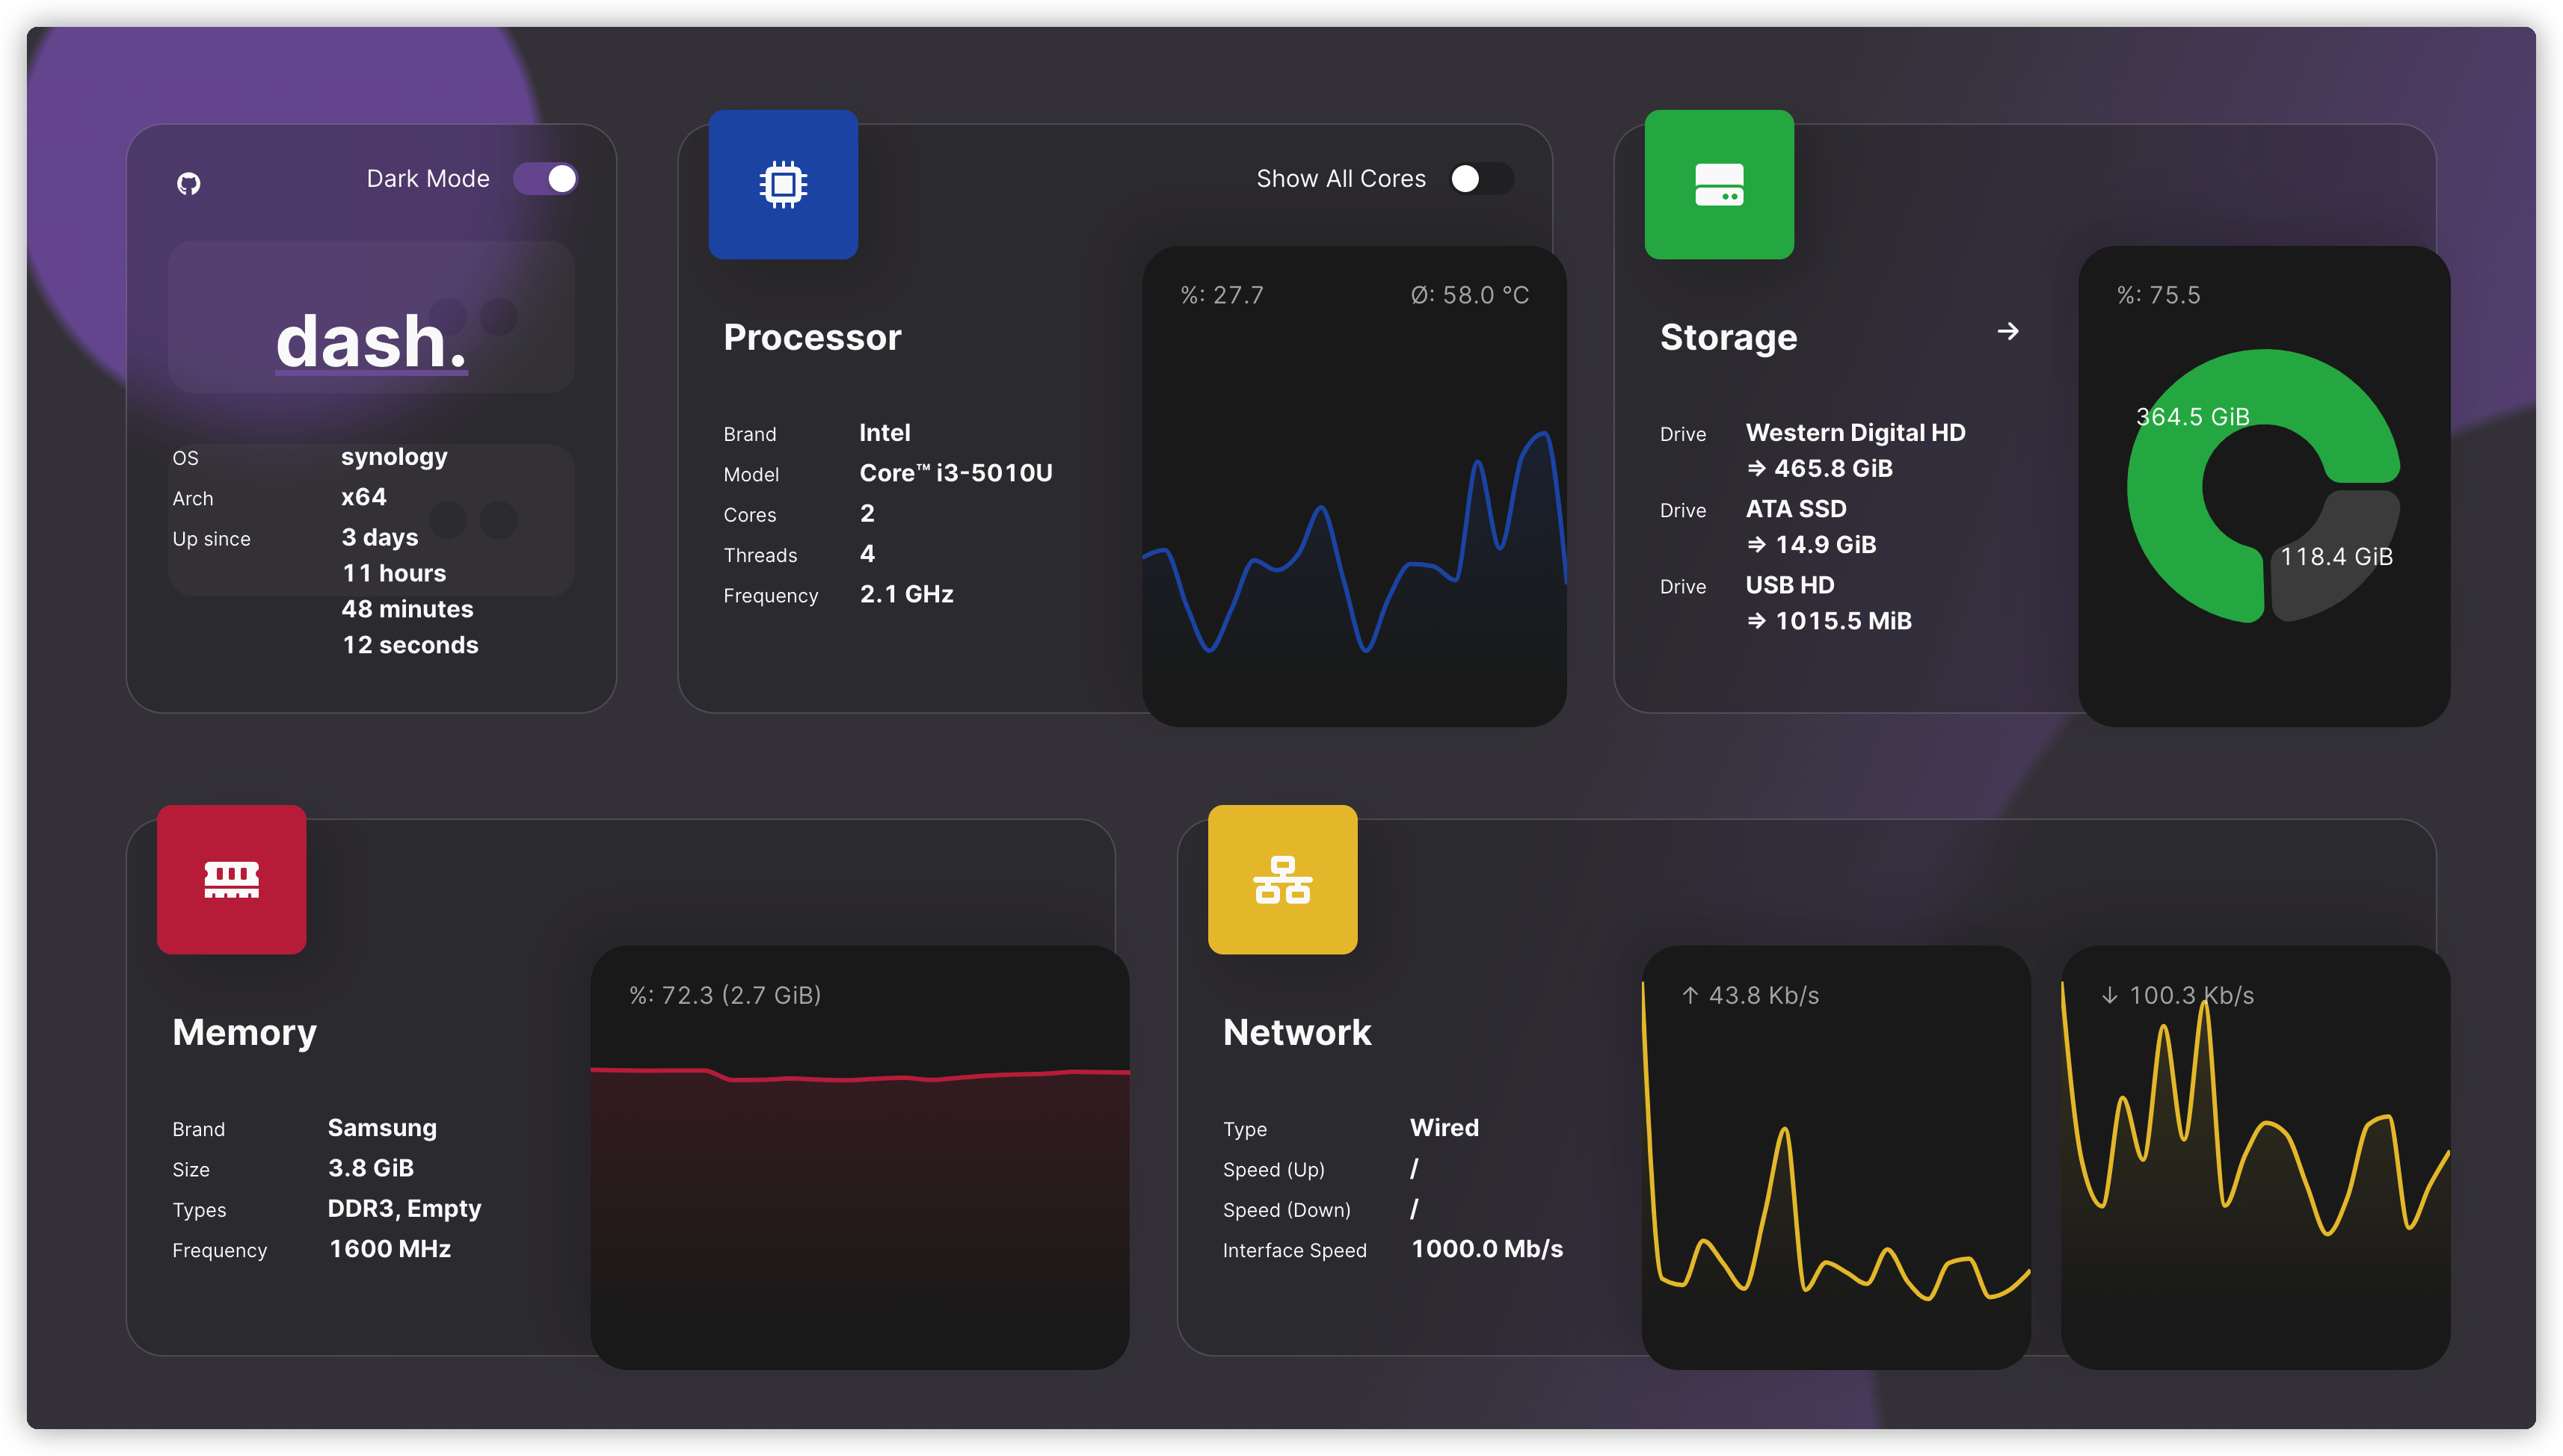 Dark Mode
dash.
OS synology
Arch x64
Up since 3 days
11 hours
48 minutes
12 seconds
Show All Cores
%: 27.7 Ø: 58.0 °C
Processor
Brand Intel
Model Core™ i3-5010U
Cores 2
Threads 4
Frequency 2.1 GHz
%: 75.5
Storage →
364.5 GiB
118.4 GiB
Drive Western Digital HD
⇒ 465.8 GiB
Drive ATA SSD
⇒ 14.9 GiB
Drive USB HD
⇒ 1015.5 MiB
%: 72.3 (2.7 GiB)
Memory
Brand Samsung
Size 3.8 GiB
Types DDR3, Empty
Frequency 1600 MHz
↑ 43.8 Kb/s
↓ 100.3 Kb/s
Network
Type Wired
Speed (Up) /
Speed (Down) /
Interface Speed 1000.0 Mb/s